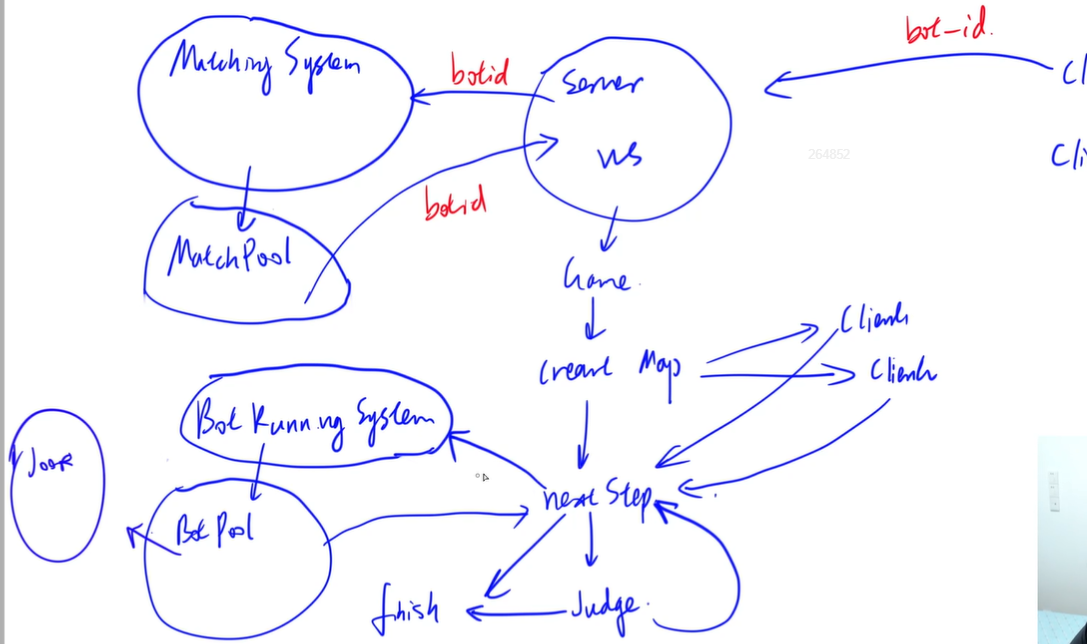 bot-id.
Matching System
botid
Server
Cl
WS
264852
Cli
botid
MatchPool
Game.
Client
Creat Map
Client
Bot Running System
Joor
next Step
Bot Pool
finish
Judge.